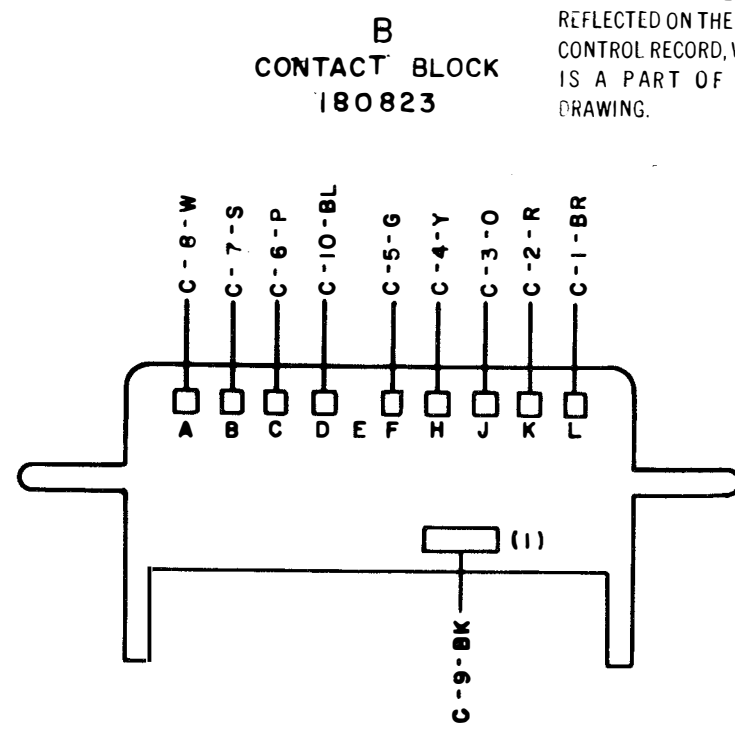 B
CONTACT BLOCK
180823
REFLECTED ON THE
CONTROL RECORD,
IS A PART OF
DRAWING.
C-8-W
C-7-S
C-6-P
C-10-BL
C-5-G
C-4-Y
C-3-O
C-2-R
C-1-BR
A B C D E F H J K L
(1)
C-9-BK